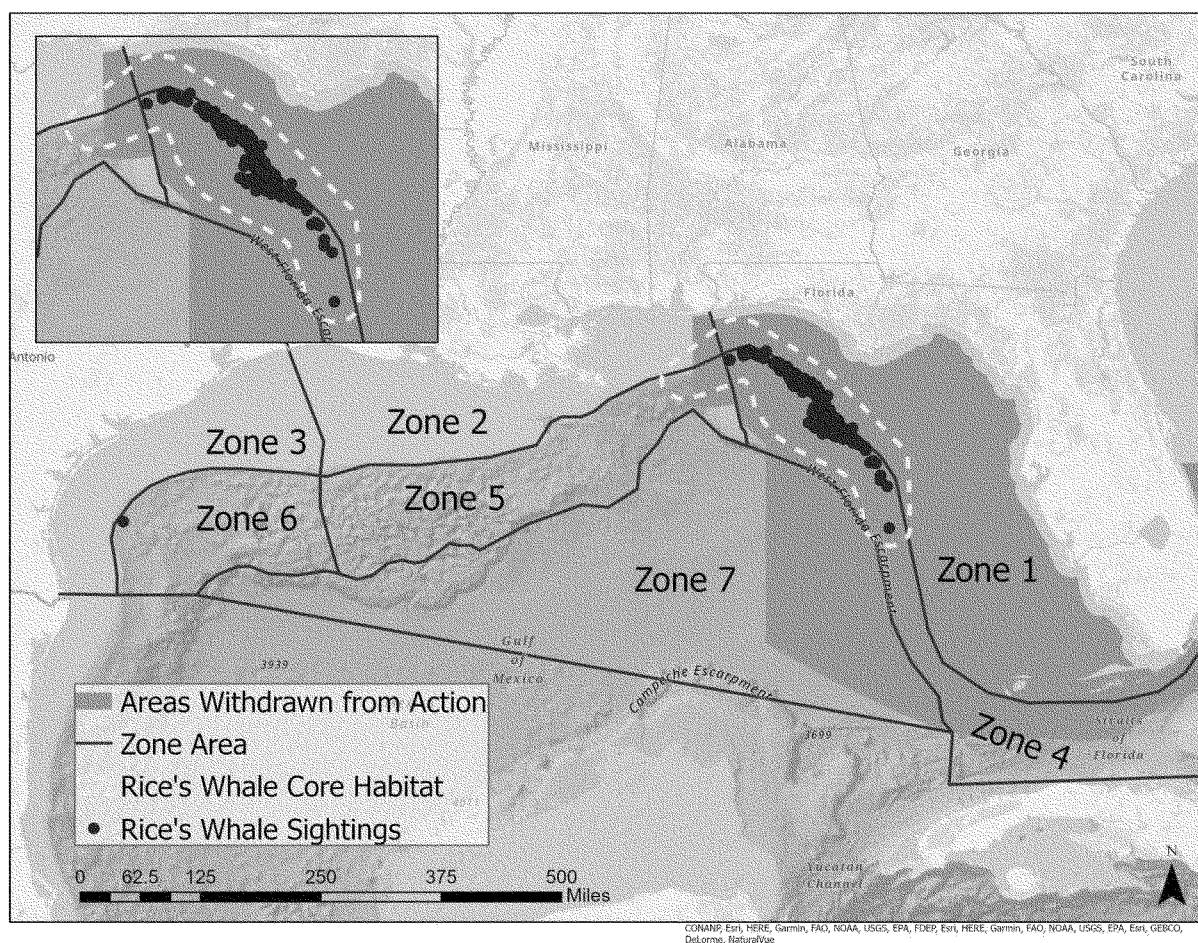 South
Carolina
Mississippi
Alabama
Georgia
West Florida Escar
Florida
Antonio
Zone 2
Zone 3
Zone 5
Zone 6
West Florida Escarpment
Zone 7
Zone 1
Gulf
of
Mexico
3939
Campeche Escarpment
Areas Withdrawn from Action
Zone Area
Rice's Whale Core Habitat
Rice's Whale Sightings
3699
Zone 4
Straits
of
Florida
Yucatan
Channel
N
0 62.5 125 250 375 500
Miles
CONANP, Esri, HERE, Garmin, FAO, NOAA, USGS, EPA, FDEP, Esri, HERE, Garmin, FAO, NOAA, USGS, EPA, Esri, GEBCO,
DeLorme, NaturalVue